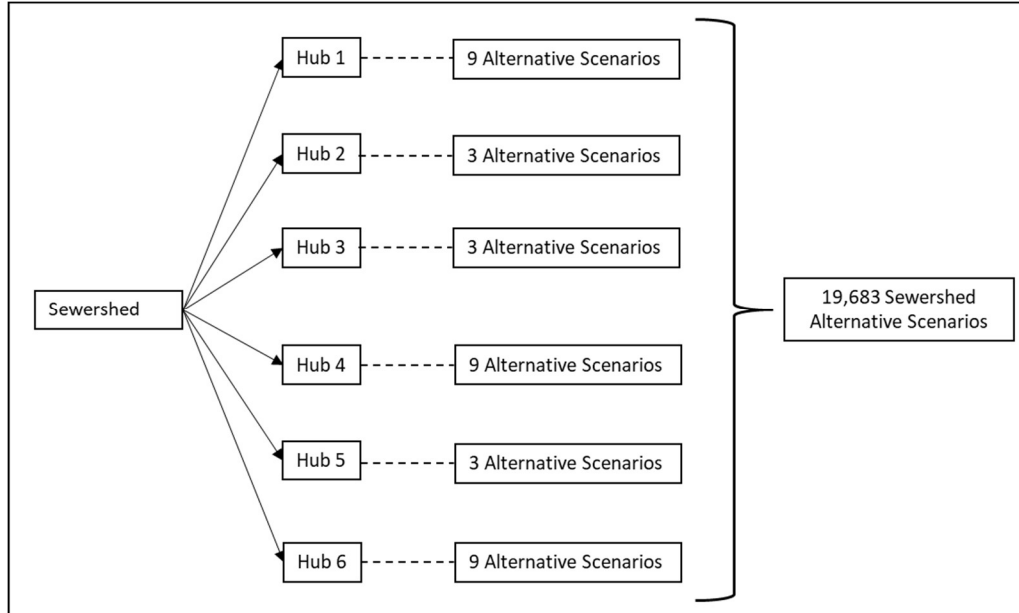 Hub 1
9 Alternative Scenarios
Hub 2
3 Alternative Scenarios
Hub 3
3 Alternative Scenarios
Sewershed
19,683 Sewershed
Alternative Scenarios
Hub 4
9 Alternative Scenarios
Hub 5
3 Alternative Scenarios
Hub 6
9 Alternative Scenarios